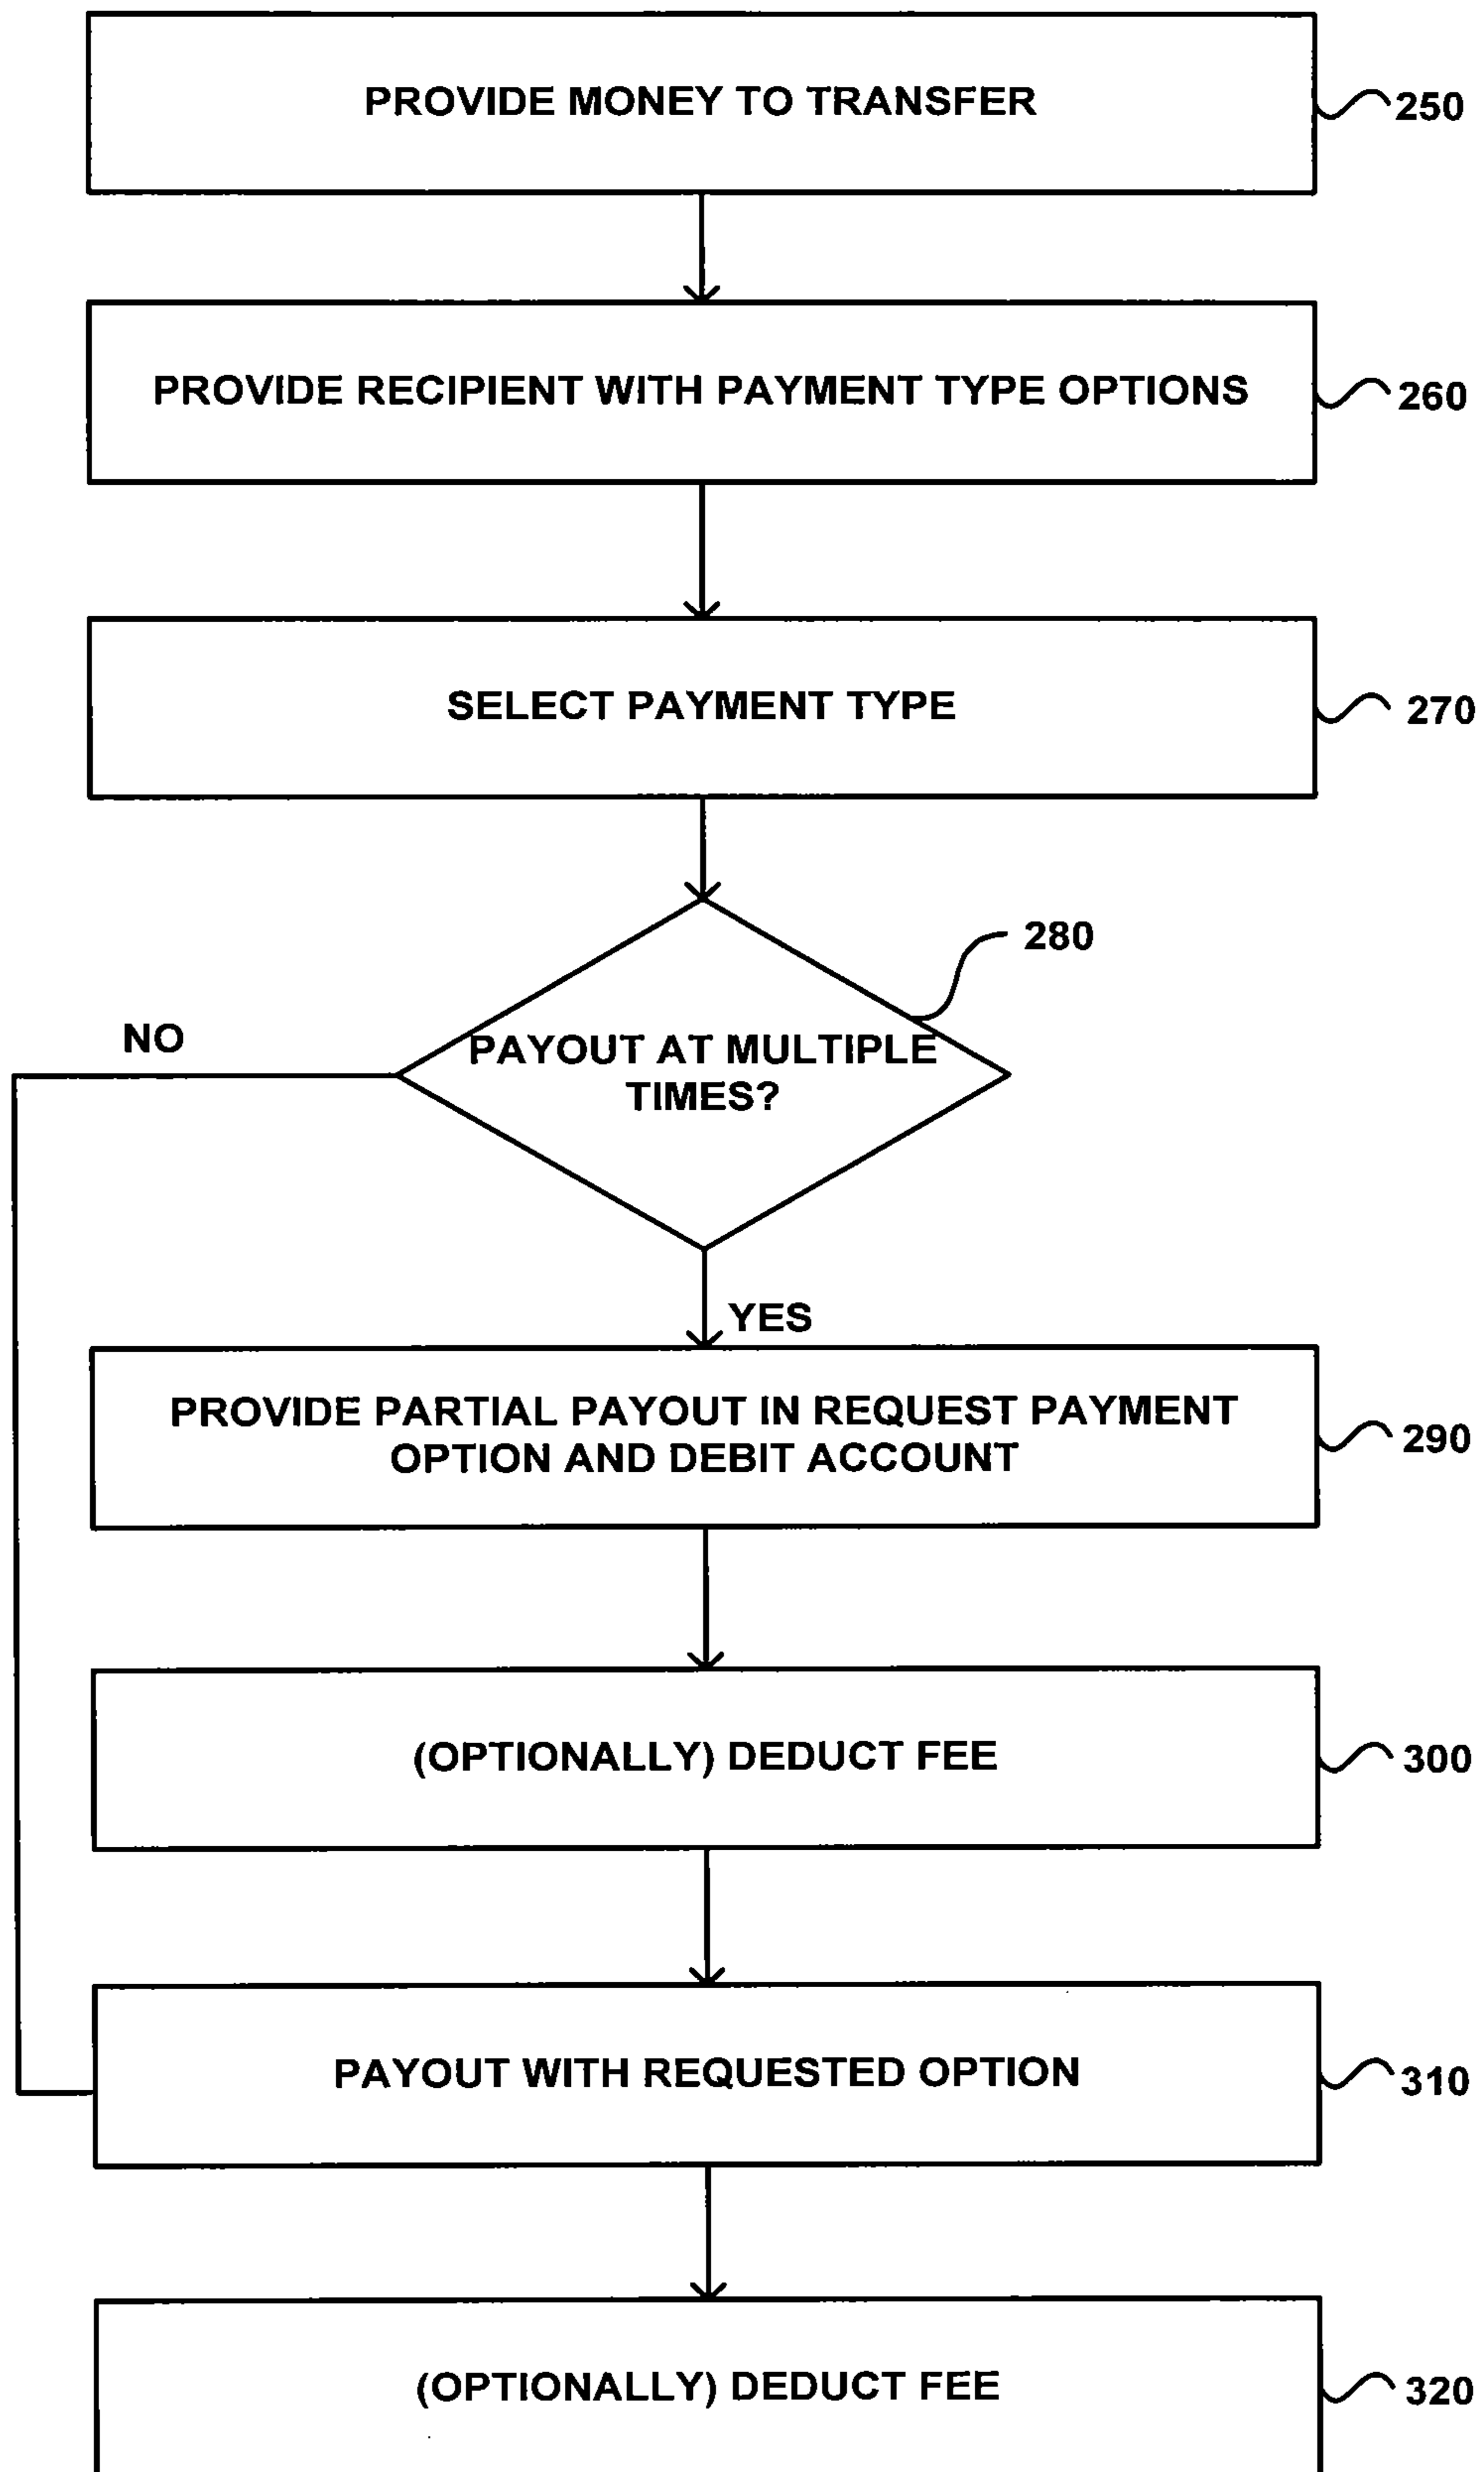 PROVIDE MONEY TO TRANSFER
250
PROVIDE RECIPIENT WITH PAYMENT TYPE OPTIONS
260
SELECT PAYMENT TYPE
270
280
NO
PAYOUT AT MULTIPLE
TIMES?
YES
PROVIDE PARTIAL PAYOUT IN REQUEST PAYMENT
OPTION AND DEBIT ACCOUNT
290
(OPTIONALLY) DEDUCT FEE
300
PAYOUT WITH REQUESTED OPTION
310
(OPTIONALLY) DEDUCT FEE
320